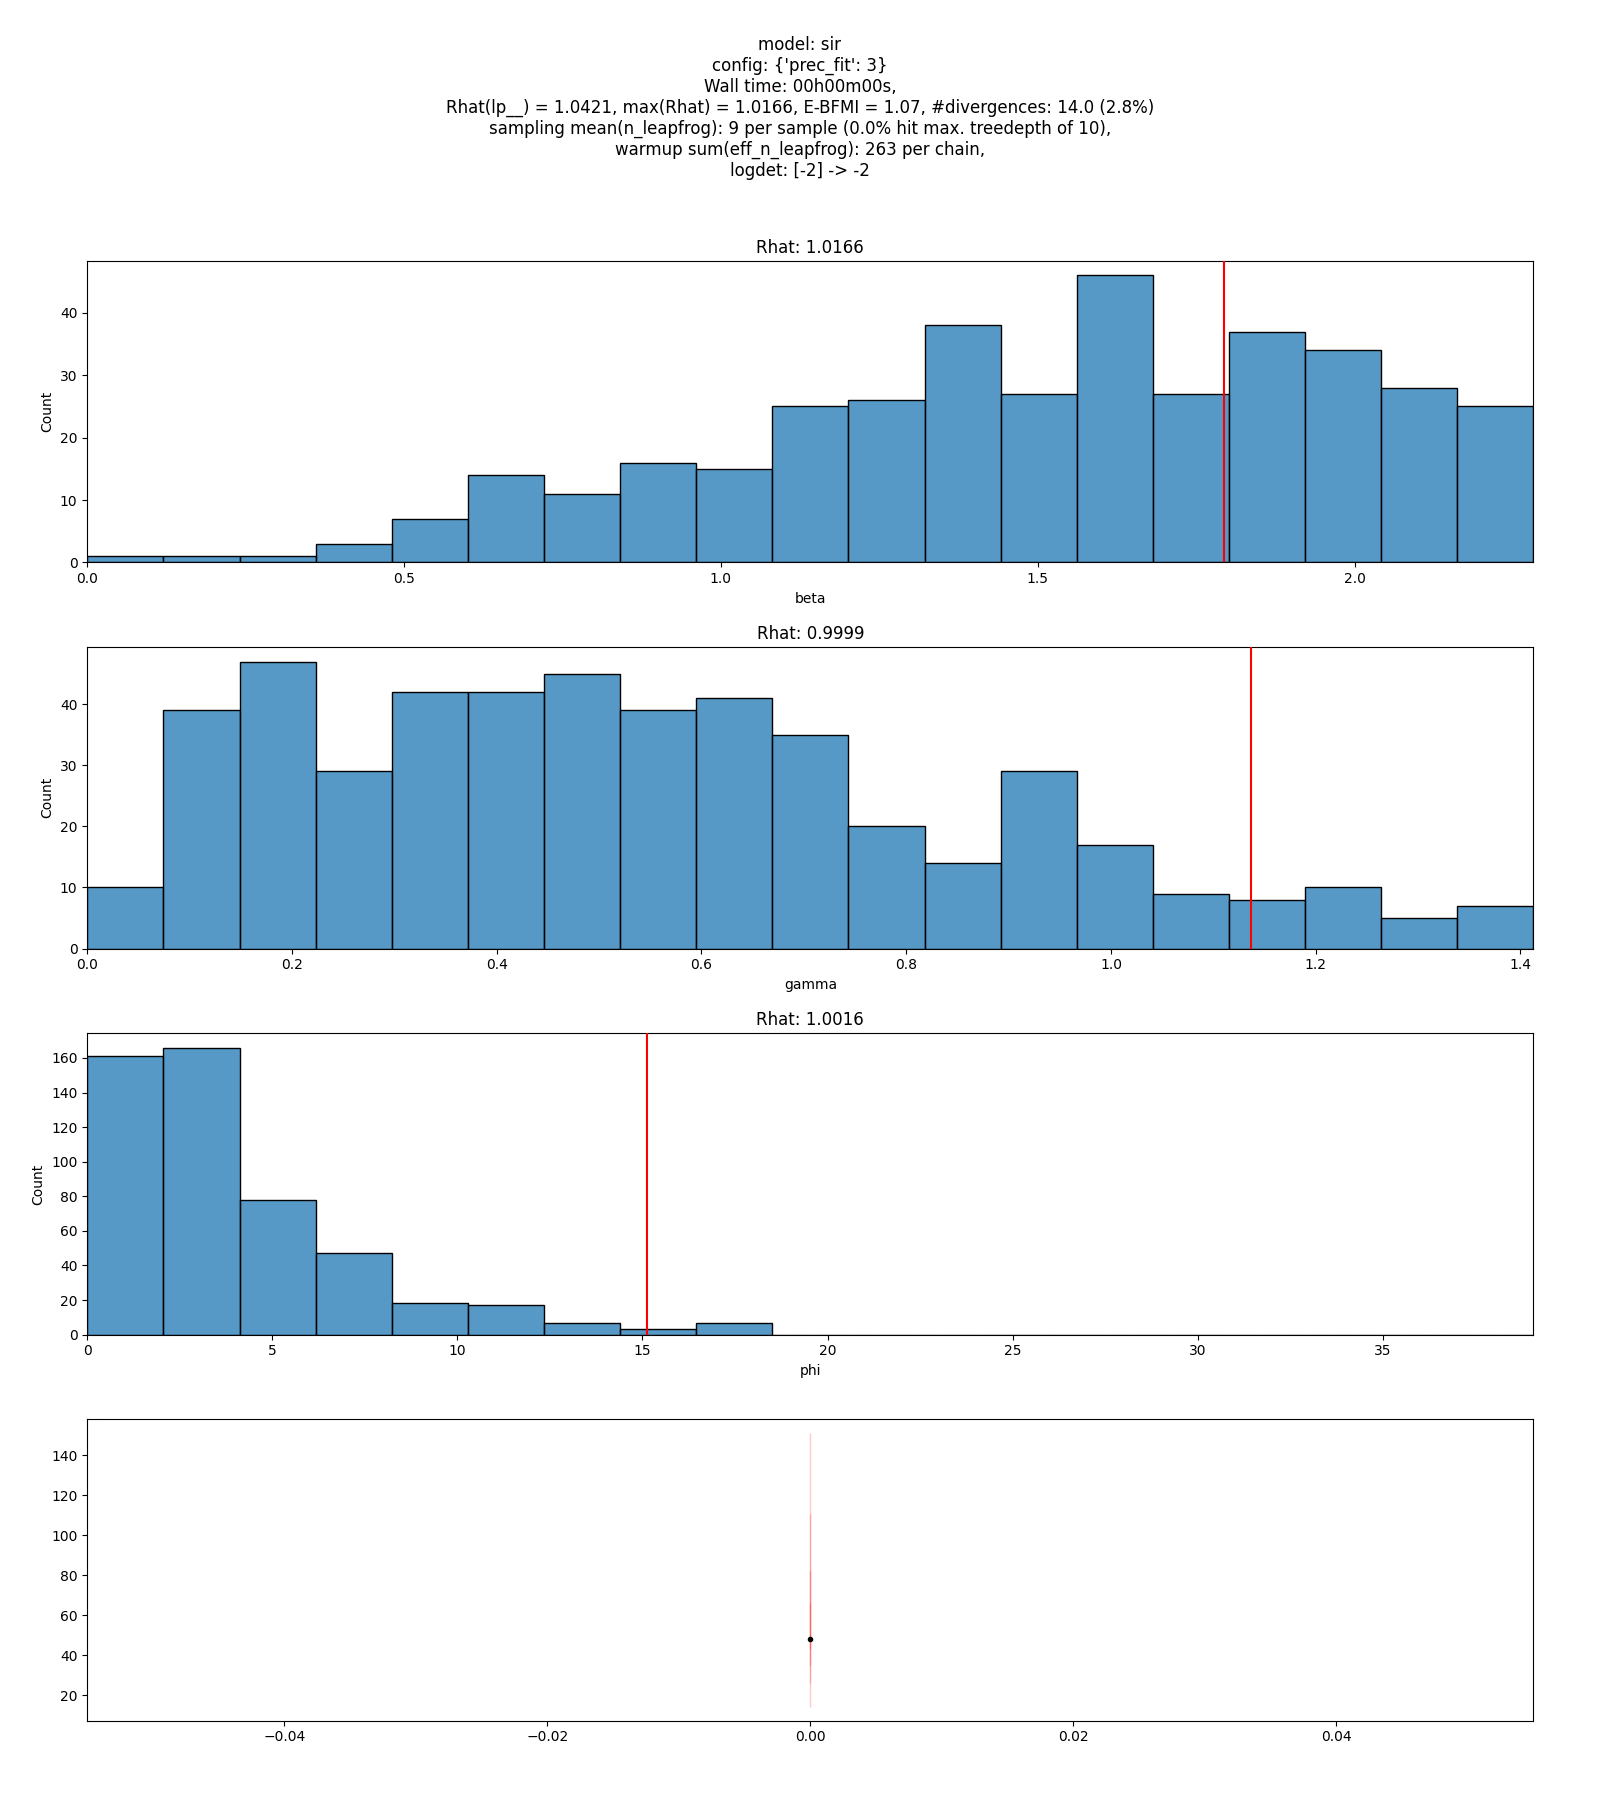 model: sir
config: {'prec_fit': 3}
Wall time: 00h00m00s,
Rhat(lp__) = 1.0421, max(Rhat) = 1.0166, E-BFMI = 1.07, #divergences: 14.0 (2.8%)
sampling mean(n_leapfrog): 9 per sample (0.0% hit max. treedepth of 10),
warmup sum(eff_n_leapfrog): 263 per chain,
logdet: [-2] -> -2
Rhat: 1.0166
40
30
20
10
0
Count
0.0 0.5 1.0 1.5 2.0
beta
Rhat: 0.9999
40
30
20
10
0
Count
0.0 0.2 0.4 0.6 0.8 1.0 1.2 1.4
gamma
Rhat: 1.0016
160
140
120
100
80
60
40
20
0
Count
0 5 10 15 20 25 30 35
phi
140
120
100
80
60
40
20
−0.04 −0.02 0.00 0.02 0.04